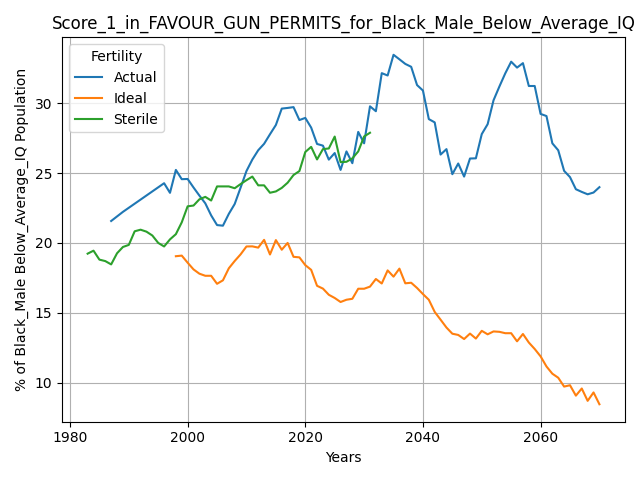 Score_1_in_FAVOUR_GUN_PERMITS_for_Black_Male_Below_Average_IQ
Fertility
Actual
Ideal
Sterile
% of Black_Male Below_Average_IQ Population
30
25
20
15
10
1980
2000
2020
2040
2060
Years